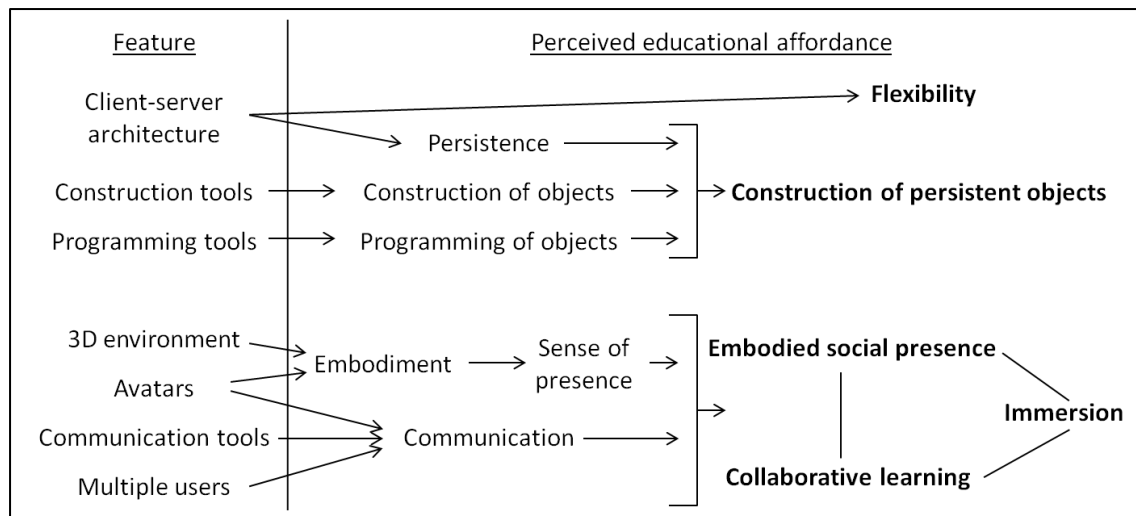 Feature
Perceived educational affordance
Client-server
architecture
Flexibility
Persistence
Construction tools
Construction of objects
Construction of persistent objects
Programming tools
Programming of objects
3D environment
Embodiment
Sense of
presence
Embodied social presence
Avatars
Immersion
Communication tools
Communication
Collaborative learning
Multiple users